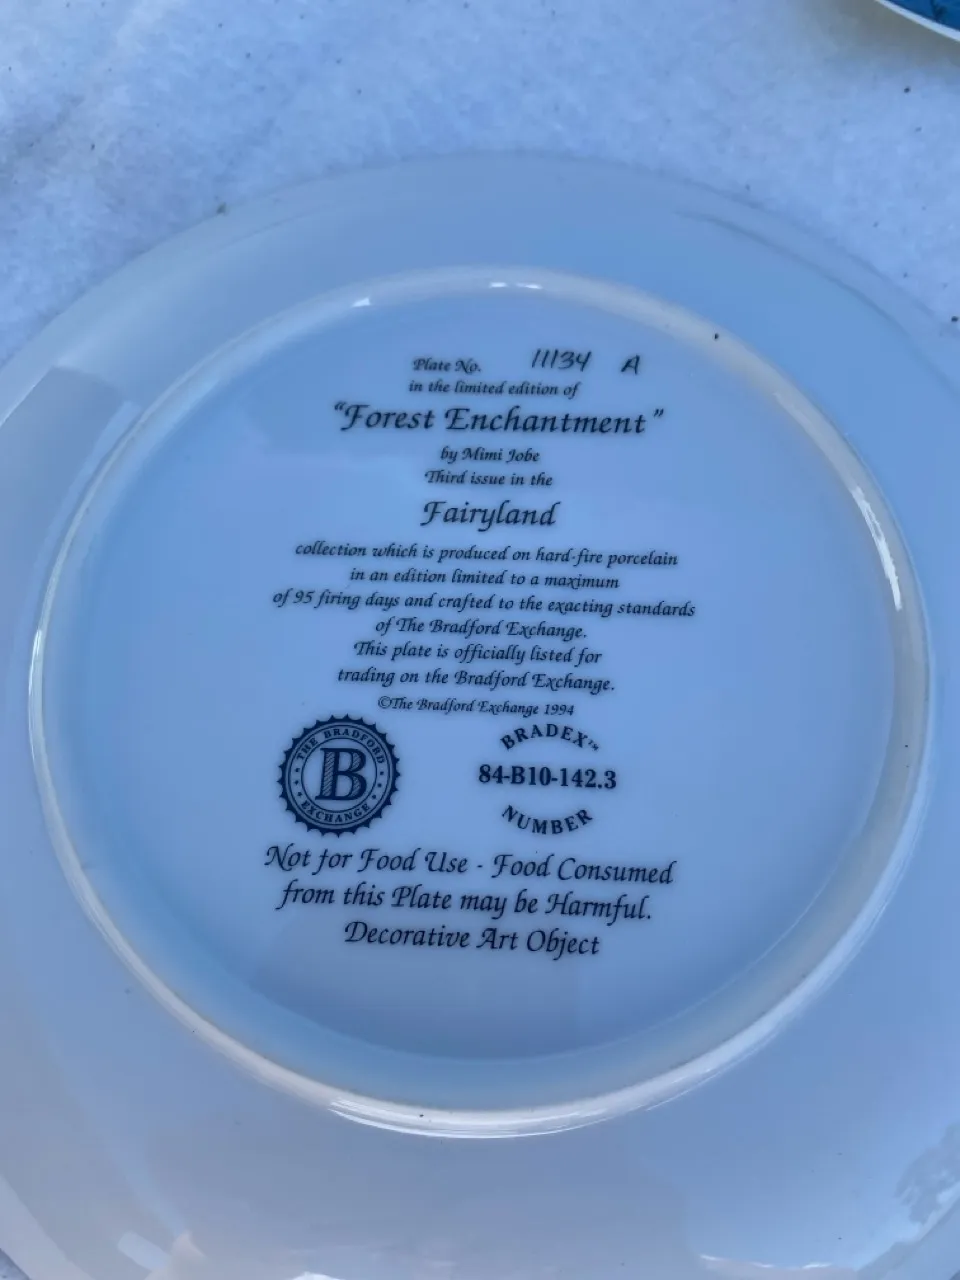 Plate No. 11134 A
in the limited edition of
"Forest Enchantment"
by Mimi Jobe
Third issue in the
Fairyland
collection which is produced on hard-fire porcelain
in an edition limited to a maximum
of 95 firing days and crafted to the exacting standards
of The Bradford Exchange.
This plate is officially listed for
trading on the Bradford Exchange.
©The Bradford Exchange 1994
THE BRADFORD
B
EXCHANGE
BRADEX™
84-B10-142.3
NUMBER
Not for Food Use - Food Consumed
from this Plate may be Harmful.
Decorative Art Object